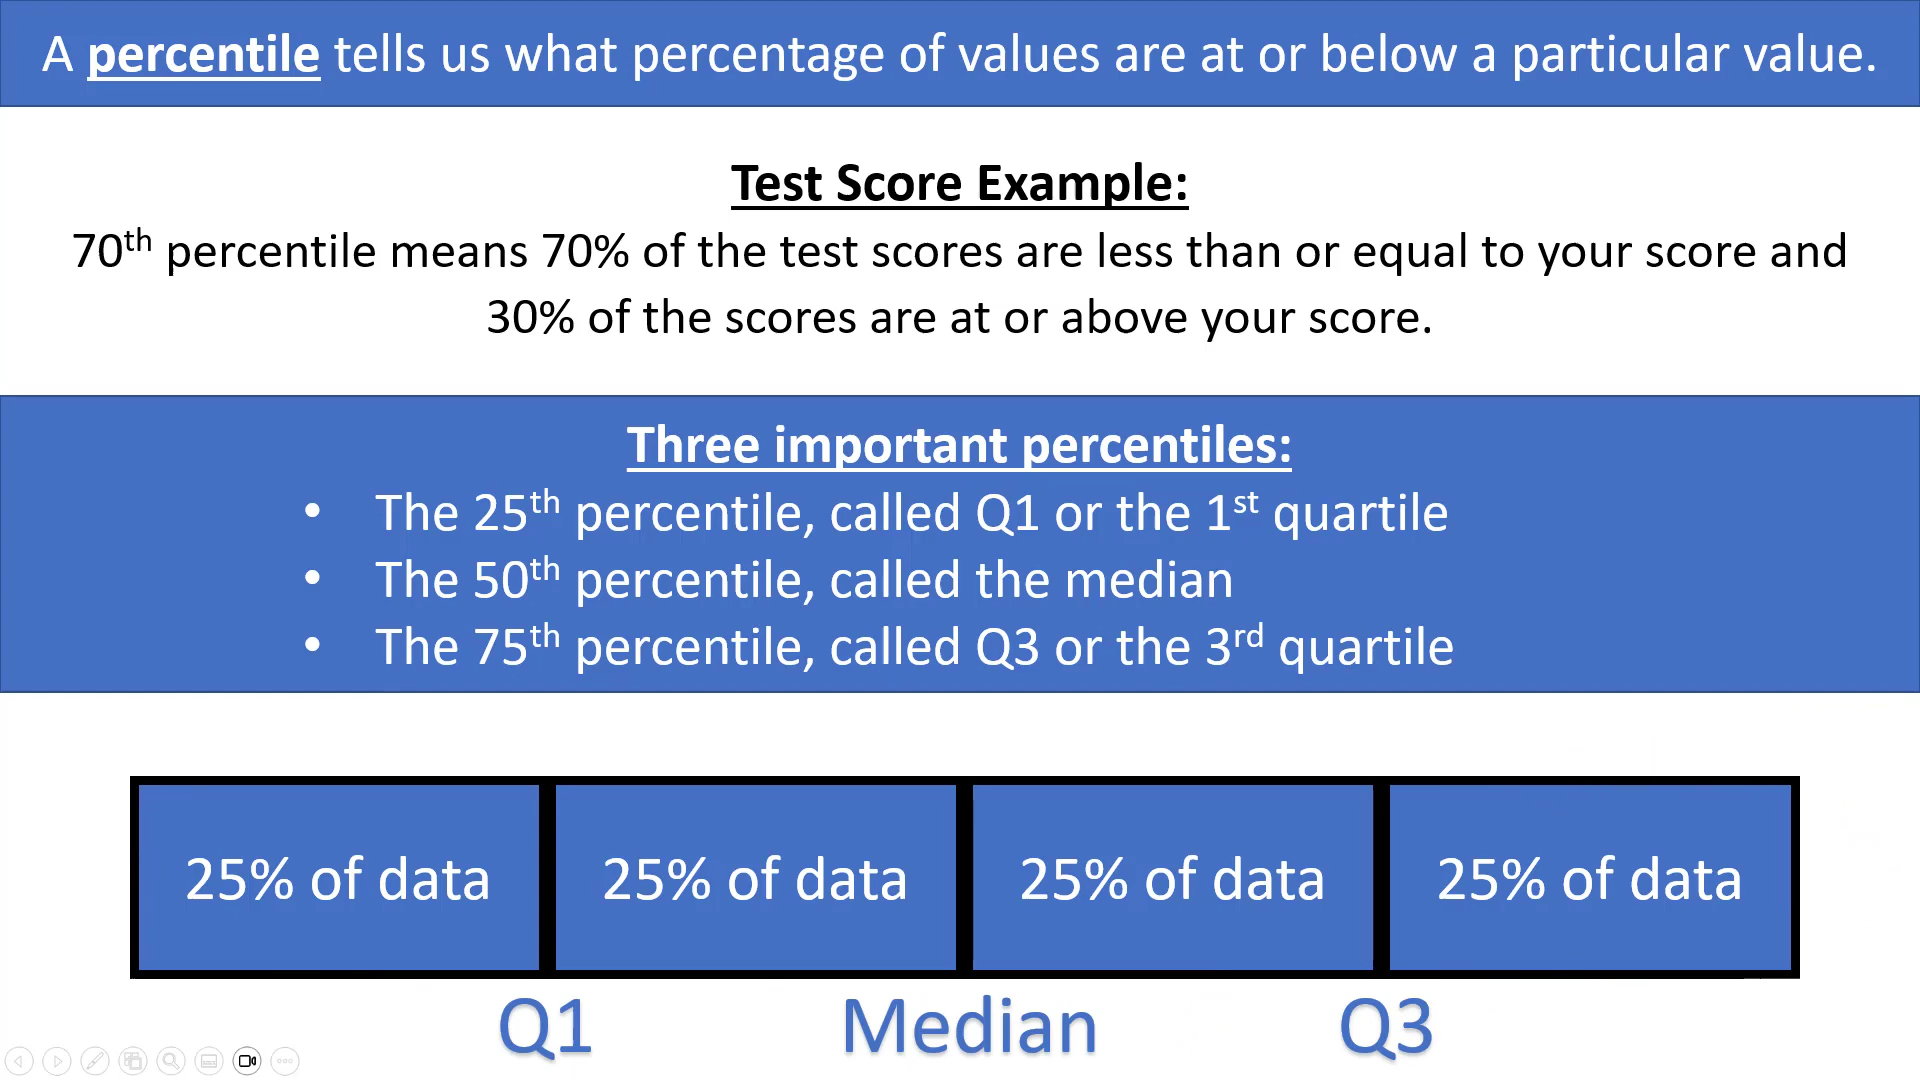 A percentile tells us what percentage of values are at or below a particular value.
Test Score Example:
70th percentile means 70% of the test scores are less than or equal to your score and
30% of the scores are at or above your score.
Three important percentiles:
• The 25th percentile, called Q1 or the 1st quartile
• The 50th percentile, called the median
• The 75th percentile, called Q3 or the 3rd quartile
25% of data 25% of data 25% of data 25% of data
Q1 Median Q3